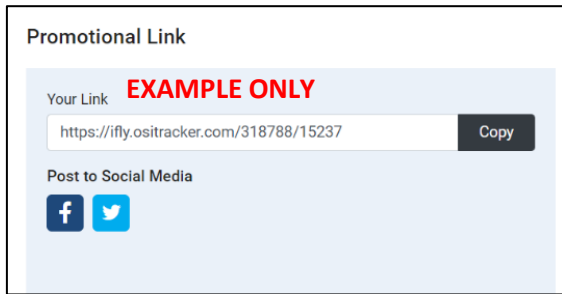 Promotional Link
Your Link EXAMPLE ONLY
https://ifly.ositracker.com/318788/15237 Copy
Post to Social Media